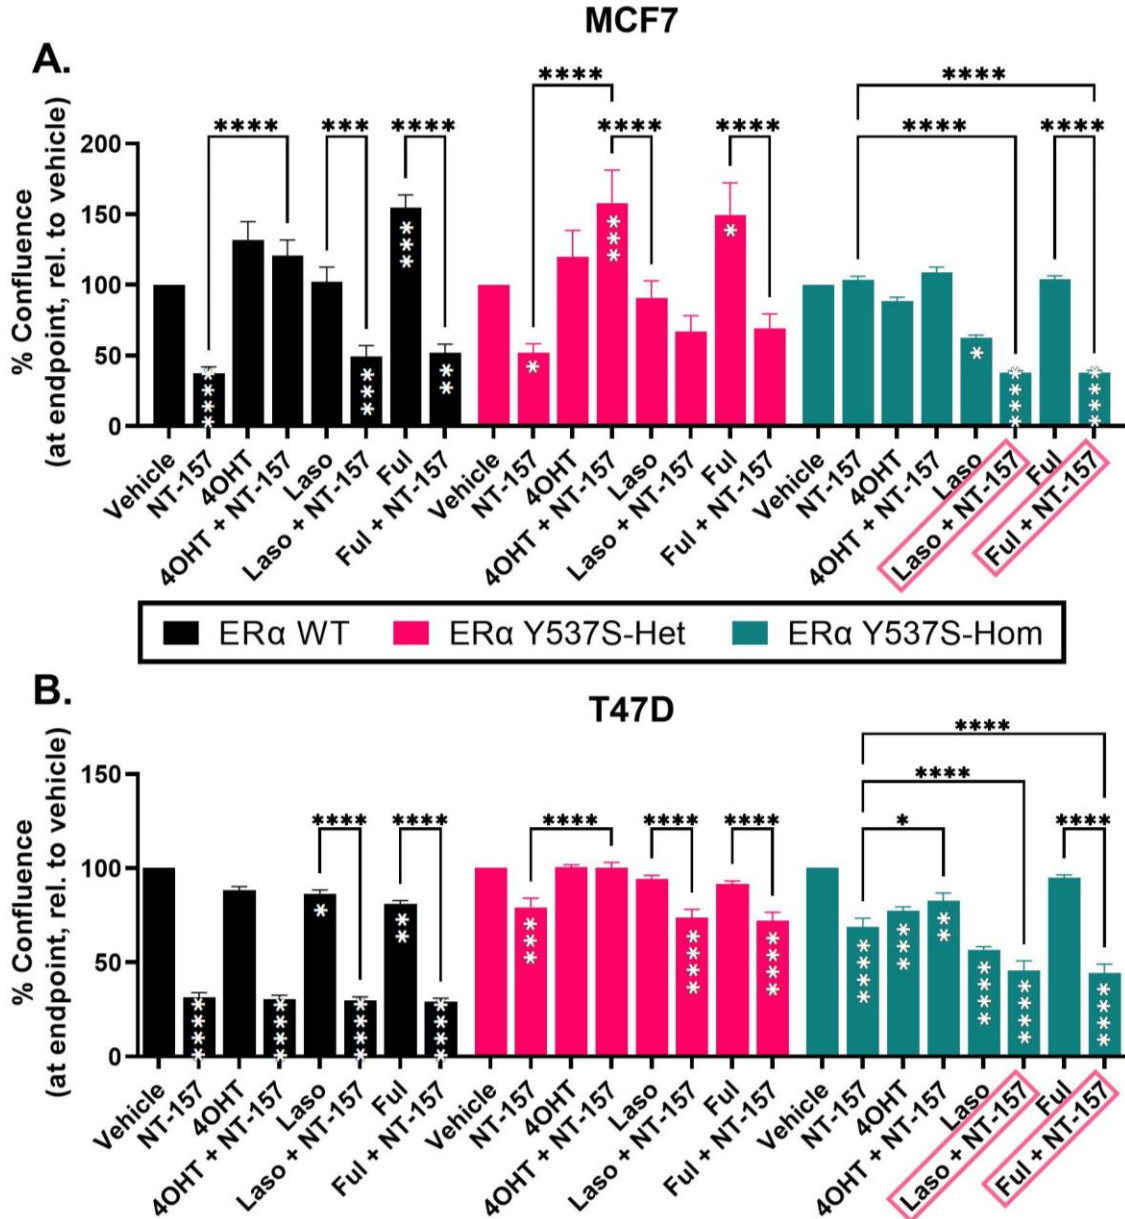 MCF7
A.
% Confluence
(at endpoint, rel. to vehicle)
200
150
100
50
0
**** *** **** **** **** **** **** **** ****
**** *** *** ** * *** * * **** ****
Vehicle
NT-157
4OHT
4OHT + NT-157
Laso
Laso + NT-157
Ful
Ful + NT-157
Vehicle
NT-157
4OHT
4OHT + NT-157
Laso
Laso + NT-157
Ful
Ful + NT-157
Vehicle
NT-157
4OHT
4OHT + NT-157
Laso
Laso + NT-157
Ful
Ful + NT-157
ERα WT ERα Y537S-Het ERα Y537S-Hom
B.
T47D
% Confluence
(at endpoint, rel. to vehicle)
150
100
50
0
**** **** **** **** **** * **** **** ****
**** **** * **** ** **** *** **** **** **** *** ** **** **** ****
Vehicle
NT-157
4OHT
4OHT + NT-157
Laso
Laso + NT-157
Ful
Ful + NT-157
Vehicle
NT-157
4OHT
4OHT + NT-157
Laso
Laso + NT-157
Ful
Ful + NT-157
Vehicle
NT-157
4OHT
4OHT + NT-157
Laso
Laso + NT-157
Ful
Ful + NT-157